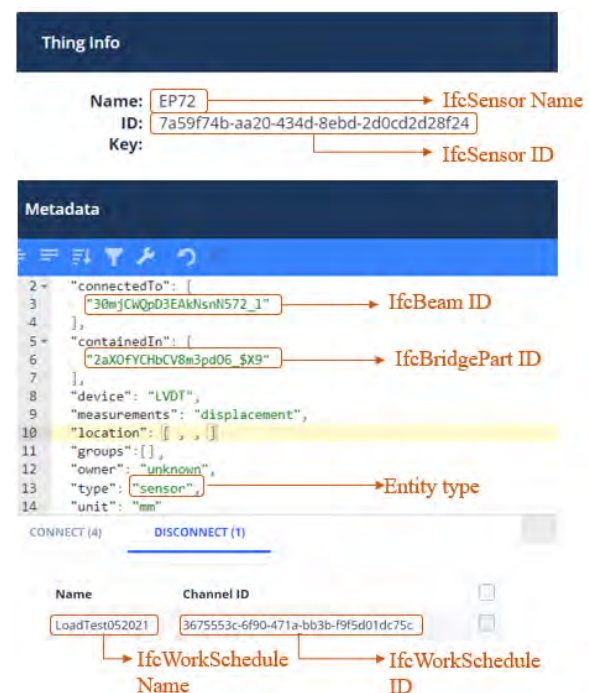 Thing Info
Name: EP72 IfcSensor Name
ID: 7a59f74b-aa20-434d-8ebd-2d0cd2d28f24
Key:
IfcSensor ID
Metadata
2 "connectedTo": [
3 "30mjCWQpD3EAkNsnN572_l" IfcBeam ID
4 ],
5 "containedIn": [
6 "2aXOfYCHbCV8m3pdO6_$X9" IfcBridgePart ID
7 ],
8 "device": "LVDT",
9 "measurements": "displacement",
10 "location": [ , , ]
11 "groups":[],
12 "owner": "unknown",
13 "type": "sensor", Entity type
14 "unit": "mm"
CONNECT (4) DISCONNECT (1)
Name Channel ID
LoadTest052021 3675553c-6f90-471a-bb3b-f9f5d01dc75c
IfcWorkSchedule Name
IfcWorkSchedule ID